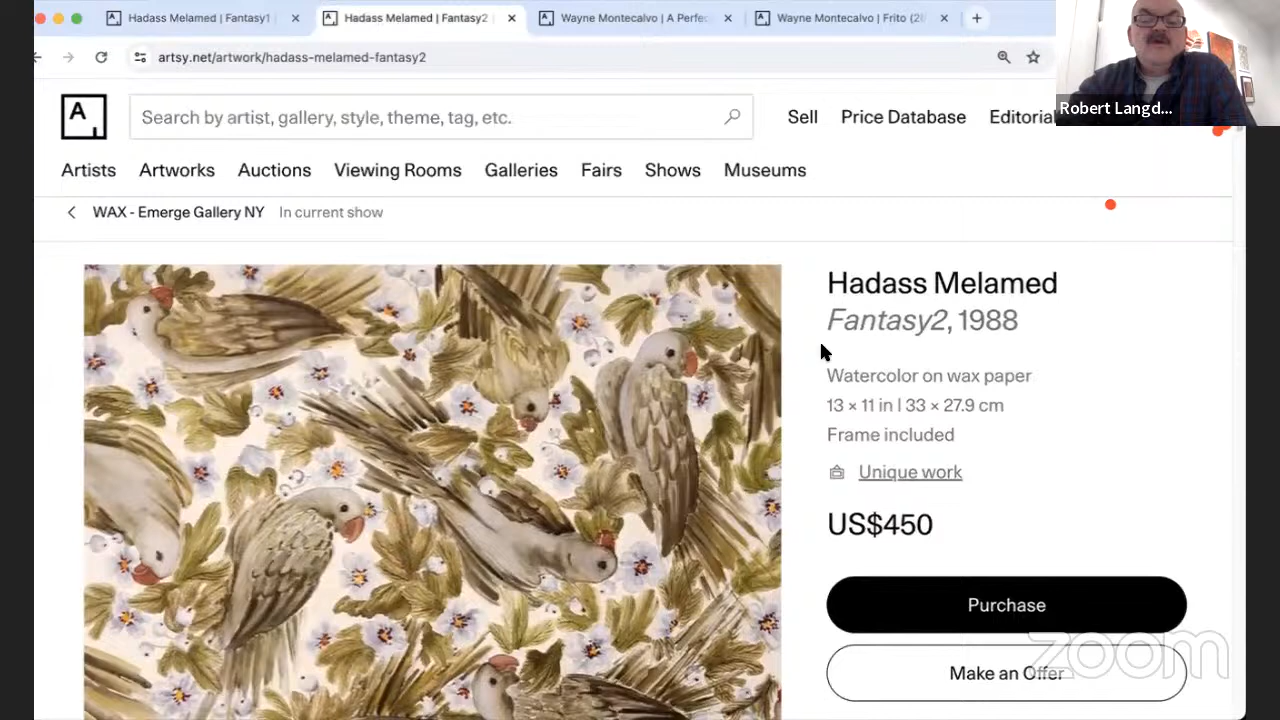 Hadass Melamed | Fantasy1
Hadass Melamed | Fantasy2
Wayne Montecalvo | A Perfec
Wayne Montecalvo | Frito (20
artsy.net/artwork/hadass-melamed-fantasy2
Robert Langd...
A
Search by artist, gallery, style, theme, tag, etc.
Sell
Price Database
Editorial
Artists
Artworks
Auctions
Viewing Rooms
Galleries
Fairs
Shows
Museums
WAX - Emerge Gallery NY
In current show
Hadass Melamed
Fantasy2, 1988
Watercolor on wax paper
13 × 11 in | 33 × 27.9 cm
Frame included
Unique work
US$450
Purchase
Make an Offer
zoom